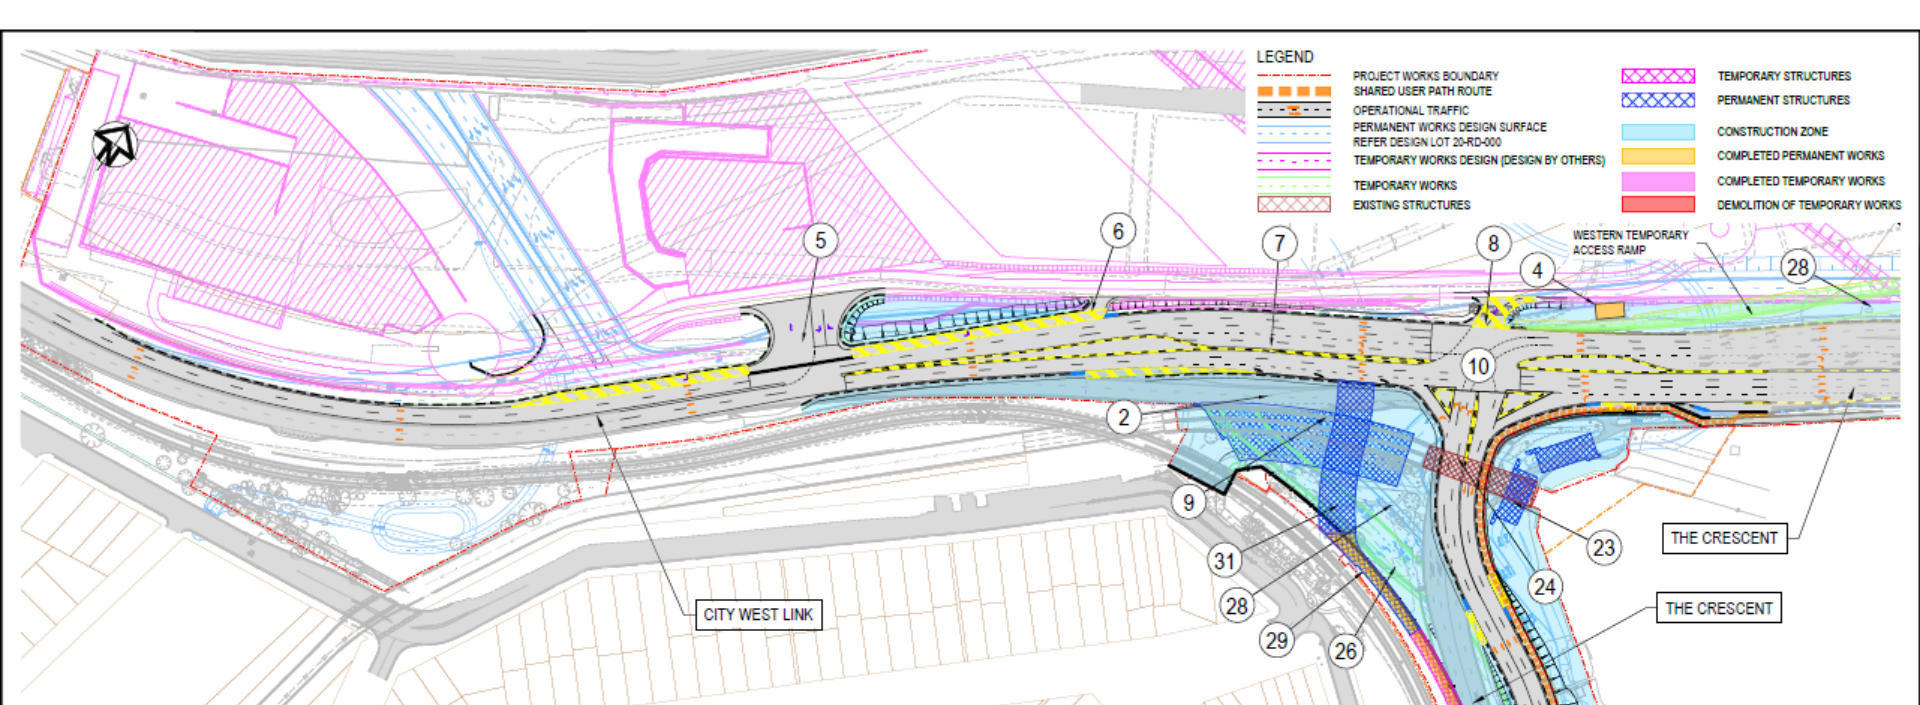 LEGEND
PROJECT WORKS BOUNDARY
SHARED USER PATH ROUTE
OPERATIONAL TRAFFIC
PERMANENT WORKS DESIGN SURFACE
REFER DESIGN LOT 20-RD-000
TEMPORARY WORKS DESIGN (DESIGN BY OTHERS)
TEMPORARY WORKS
EXISTING STRUCTURES
TEMPORARY STRUCTURES
PERMANENT STRUCTURES
CONSTRUCTION ZONE
COMPLETED PERMANENT WORKS
COMPLETED TEMPORARY WORKS
DEMOLITION OF TEMPORARY WORKS
5
6
7
8
4
WESTERN TEMPORARY
ACCESS RAMP
28
10
2
9
31
28
29
26
23
24
THE CRESCENT
THE CRESCENT
CITY WEST LINK